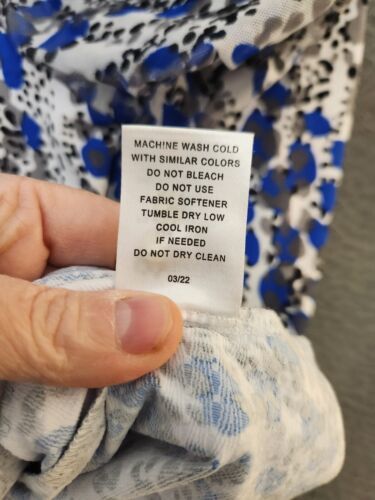 MACHINE WASH COLD
WITH SIMILAR COLORS
DO NOT BLEACH
DO NOT USE
FABRIC SOFTENER
TUMBLE DRY LOW
COOL IRON
IF NEEDED
DO NOT DRY CLEAN
03/22